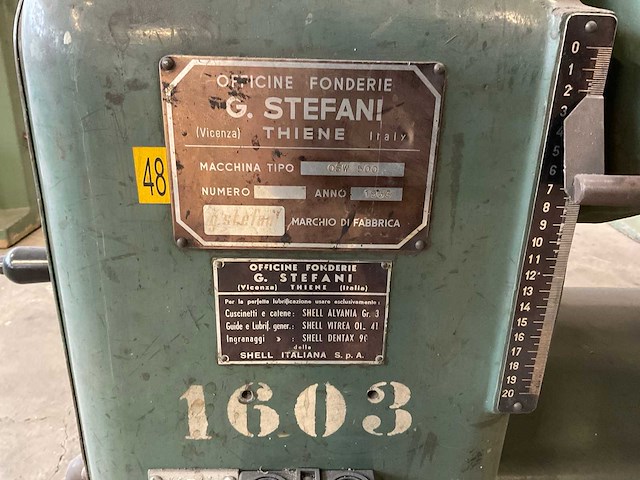 OFFICINE FONDERIE
G. STEFANI
(Vicenza) THIENE Italy
MACCHINA TIPO
NUMERO ANNO
MARCHIO DI FABBRICA
48
OFFICINE FONDERIE
G. STEFANI
(Vicenza) THIENE (Italia)
Per la perfetta lubrificazione usare esclusivamente:
Cuscinetti e catene: SHELL ALVANIA Gr. 3
Guide e Lubrif. gener.: SHELL VITREA OIL 41
Ingranaggi » : SHELL DENTAX 90
della
SHELL ITALIANA S.p.A.
1603
0
1
2
3
4
5
6
7
8
9
10
11
12
13
14
15
16
17
18
19
20